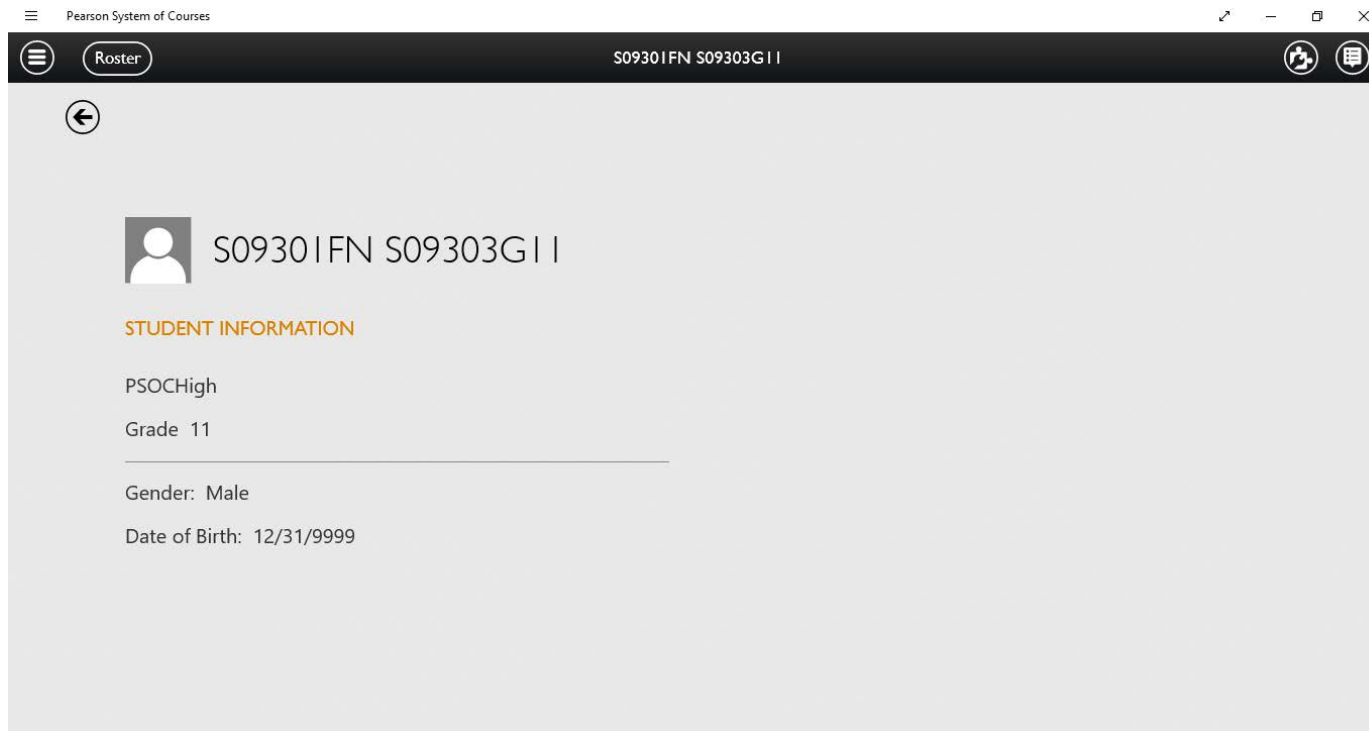 Pearson System of Courses
Roster
S09301FN S09303G11
S09301FN S09303G11
STUDENT INFORMATION
PSOCHigh
Grade 11
Gender: Male
Date of Birth: 12/31/9999